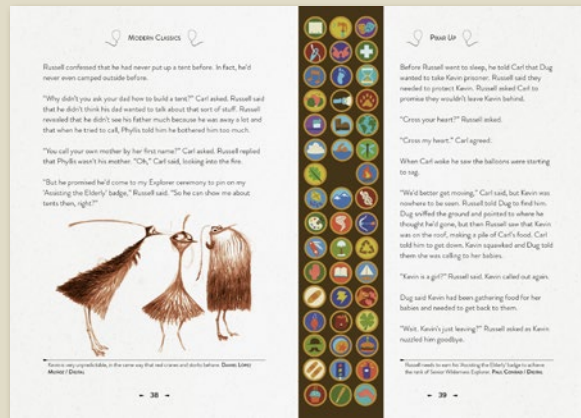 Modern Classics
Russell confessed that he had never put up a tent before. In fact, he'd
never even camped outside before.
"Why didn't you ask your dad how to build a tent?" Carl asked. Russell said
that he didn't think his dad wanted to talk about that sort of stuff. Russell
revealed that he didn't see his father much because he was away a lot and
that when he tried to call, Phyllis told him he bothered him too much.
"You call your own mother by her first name?" Carl asked. Russell replied
that Phyllis wasn't his mother. "Oh," Carl said, looking into the fire.
"But he promised he'd come to my Explorer ceremony to pin on my
'Assisting the Elderly' badge," Russell said. "So he can show me about
tents then, right?"
Kevin is very unpredictable, in the same way that real cranes and storks behave. Daniel López
Muñoz / Digital
38
Pixar Up
Before Russell went to sleep, he told Carl that Dug
wanted to take Kevin prisoner. Russell said they
needed to protect Kevin. Russell asked Carl to
promise they wouldn't leave Kevin behind.
"Cross your heart?" Russell asked.
"Cross my heart." Carl agreed.
When Carl woke he saw the balloons were starting
to sag.
"We'd better get moving," Carl said, but Kevin was
nowhere to be seen. Russell told Dug to find him.
Dug sniffed the ground and pointed to where he
thought he'd gone, but then Russell saw that Kevin
was on the roof, making a pile of Carl's food. Carl
told him to get down. Kevin squawked and Dug told
them she was calling to her babies.
"Kevin is a girl?" Russell said. Kevin called out again.
Dug said Kevin had been gathering food for her
babies and needed to get back to them.
"Wait. Kevin's just leaving?" Russell asked as Kevin
nuzzled him goodbye.
Russell needs to earn his 'Assisting the Elderly' badge to achieve
the rank of Senior Wilderness Explorer. Paul Conrad / Digital
39